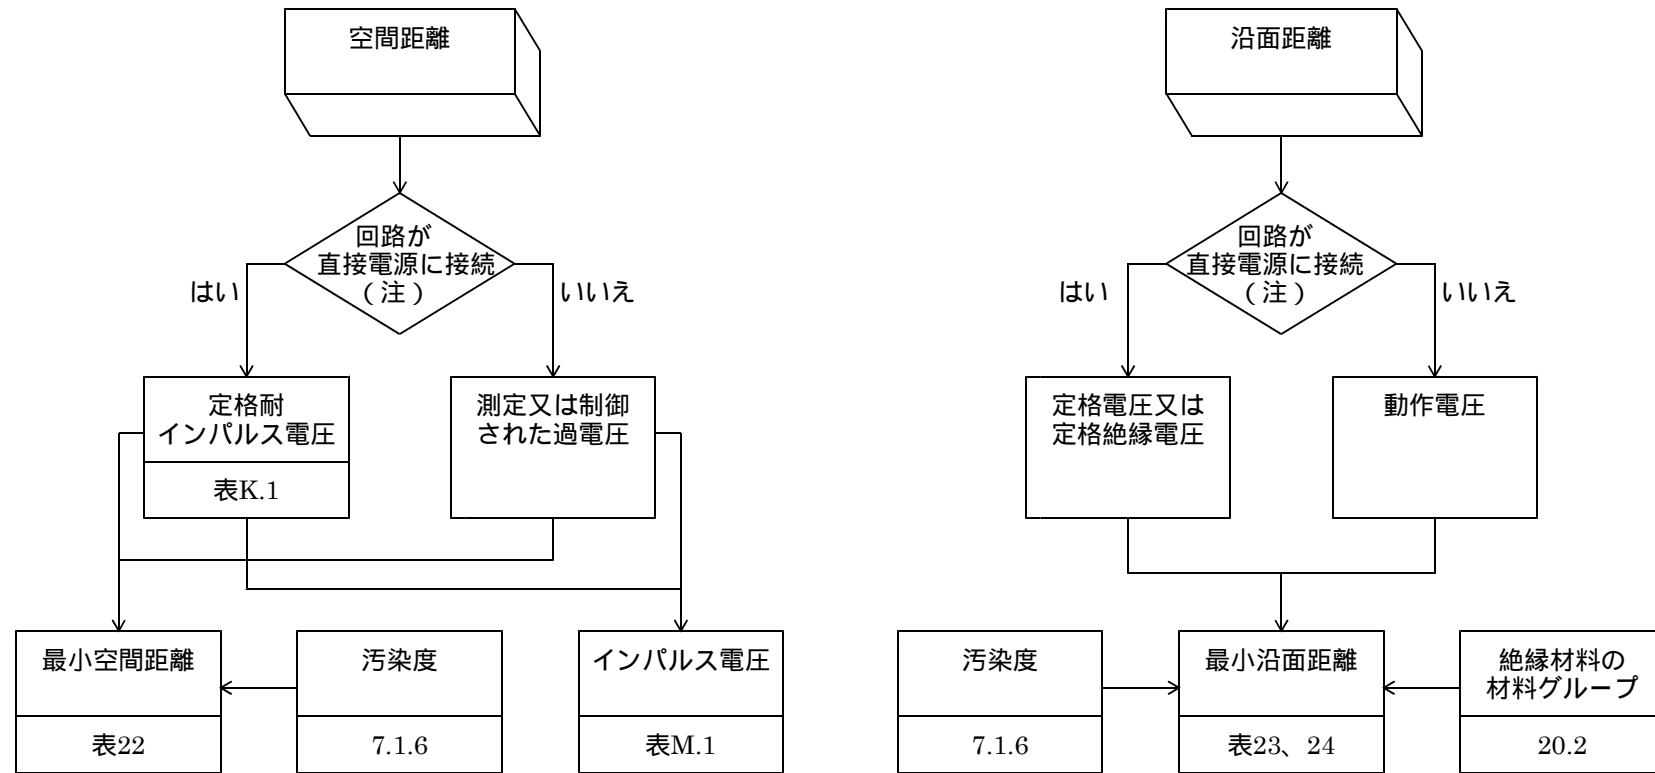 空間距離
回路が
直接電源に接続
（注）
はい
いいえ
定格耐
インパルス電圧
表K.1
測定又は制御
された過電圧
最小空間距離
表22
汚染度
7.1.6
インパルス電圧
表M.1
沿面距離
回路が
直接電源に接続
（注）
はい
いいえ
定格電圧又は
定格絶縁電圧
動作電圧
汚染度
7.1.6
最小沿面距離
表23、24
絶縁材料の
材料グループ
20.2